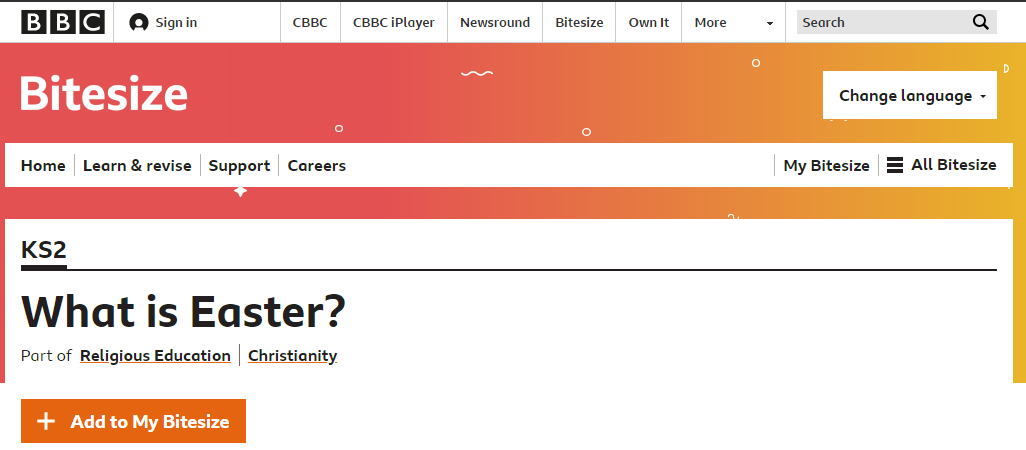 BBC Sign in CBBC CBBC iPlayer Newsround Bitesize Own It More Search
Bitesize
Change language
Home Learn & revise Support Careers My Bitesize All Bitesize
KS2
What is Easter?
Part of Religious Education Christianity
Add to My Bitesize